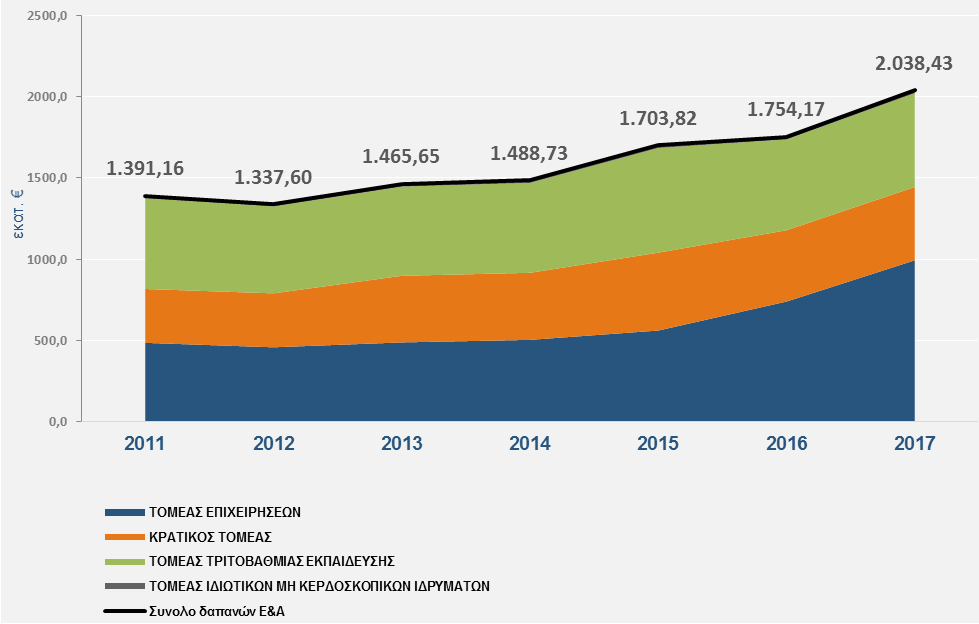 2500,0
2000,0
1500,0
1000,0
500,0
0,0
εκατ. €
1.391,16
1.337,60
1.465,65
1.488,73
1.703,82
1.754,17
2.038,43
2011 2012 2013 2014 2015 2016 2017
ΤΟΜΕΑΣ ΕΠΙΧΕΙΡΗΣΕΩΝ
ΚΡΑΤΙΚΟΣ ΤΟΜΕΑΣ
ΤΟΜΕΑΣ ΤΡΙΤΟΒΑΘΜΙΑΣ ΕΚΠΑΙΔΕΥΣΗΣ
ΤΟΜΕΑΣ ΙΔΙΩΤΙΚΩΝ ΜΗ ΚΕΡΔΟΣΚΟΠΙΚΩΝ ΙΔΡΥΜΑΤΩΝ
Συνολο δαπανών Ε&Α